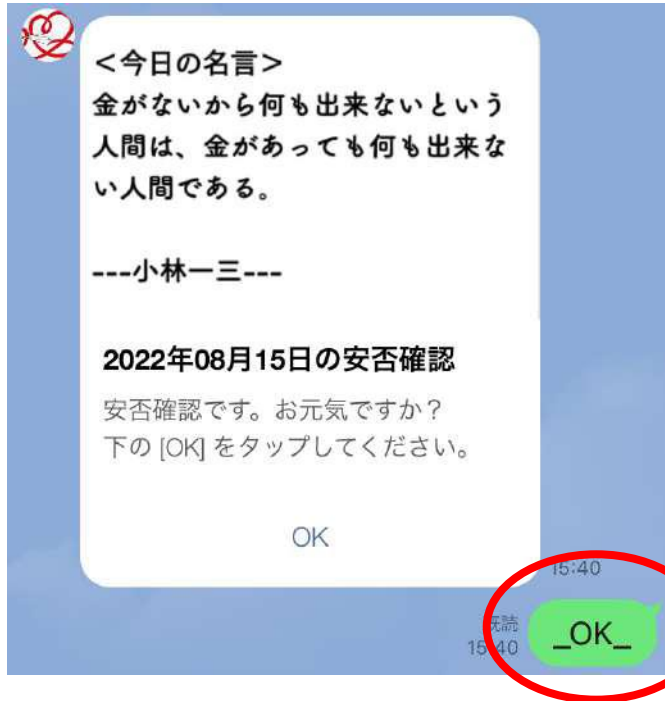 ＜今日の名言＞
金がないから何も出来ないという
人間は、金があっても何も出来な
い人間である。
---小林一三---
2022年08月15日の安否確認
安否確認です。お元気ですか？
下の [OK] をタップしてください。
OK
15:40
既読
15:40
_OK_